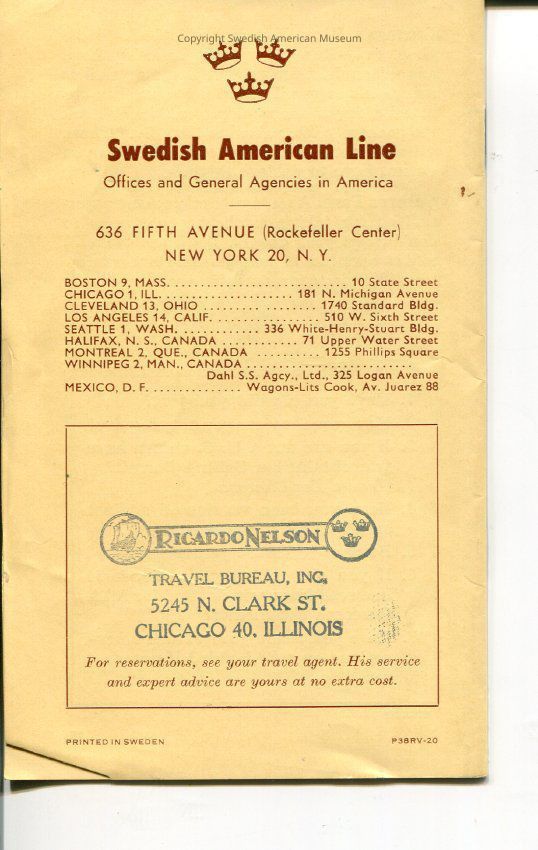 Copyright Swedish American Museum
Swedish American Line
Offices and General Agencies in America
636 FIFTH AVENUE (Rockefeller Center)
NEW YORK 20, N. Y.
BOSTON 9, MASS. . . . . . . . . . . . . . . . . . . . . . . . 10 State Street
CHICAGO 1, ILL. . . . . . . . . . . . . . . . . . 181 N. Michigan Avenue
CLEVELAND 13, OHIO . . . . . . . . . . . . . . . 1740 Standard Bldg.
LOS ANGELES 14, CALIF. . . . . . . . . . . . . . . 510 W. Sixth Street
SEATTLE 1, WASH. . . . . . . . . . . . . 336 White-Henry-Stuart Bldg.
HALIFAX, N. S., CANADA . . . . . . . . . . . . 71 Upper Water Street
MONTREAL 2, QUE., CANADA . . . . . . . . . . 1255 Phillips Square
WINNIPEG 2, MAN., CANADA . . . . . . . . . . . . . . . . . . . . . . . . . .
Dahl S.S. Agcy., Ltd., 325 Logan Avenue
MEXICO, D. F. . . . . . . . . . . . . . . Wagons-Lits Cook, Av. Juarez 88
RICARDO NELSON
TRAVEL BUREAU, INC.
5245 N. CLARK ST.
CHICAGO 40, ILLINOIS
For reservations, see your travel agent. His service
and expert advice are yours at no extra cost.
PRINTED IN SWEDEN P38RV-20